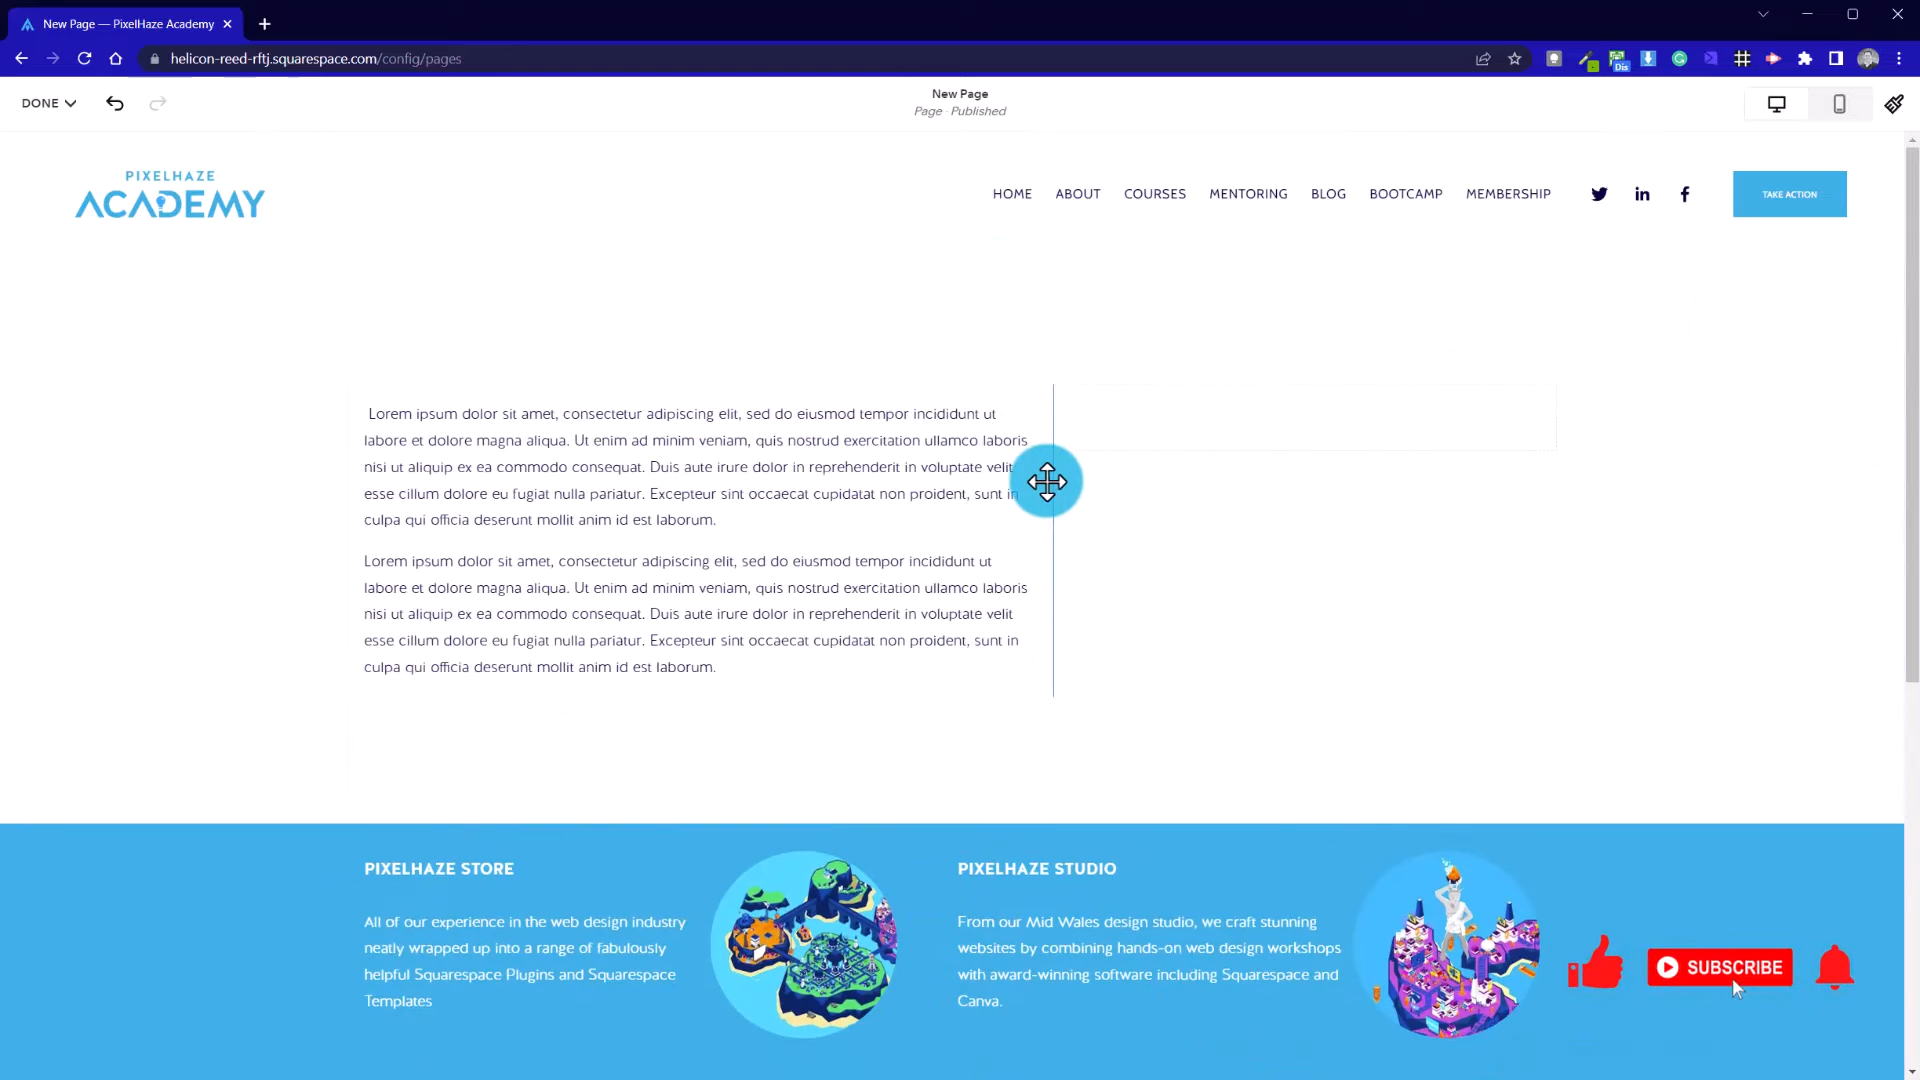 New Page — PixelHaze Academy
helicon-reed-rftj.squarespace.com/config/pages
Dis
DONE
New Page
Page · Published
PIXELHAZE
ACADEMY
HOME ABOUT COURSES MENTORING BLOG BOOTCAMP MEMBERSHIP
TAKE ACTION
Lorem ipsum dolor sit amet, consectetur adipiscing elit, sed do eiusmod tempor incididunt ut
labore et dolore magna aliqua. Ut enim ad minim veniam, quis nostrud exercitation ullamco laboris
nisi ut aliquip ex ea commodo consequat. Duis aute irure dolor in reprehenderit in voluptate velit
esse cillum dolore eu fugiat nulla pariatur. Excepteur sint occaecat cupidatat non proident, sunt in
culpa qui officia deserunt mollit anim id est laborum.
Lorem ipsum dolor sit amet, consectetur adipiscing elit, sed do eiusmod tempor incididunt ut
labore et dolore magna aliqua. Ut enim ad minim veniam, quis nostrud exercitation ullamco laboris
nisi ut aliquip ex ea commodo consequat. Duis aute irure dolor in reprehenderit in voluptate velit
esse cillum dolore eu fugiat nulla pariatur. Excepteur sint occaecat cupidatat non proident, sunt in
culpa qui officia deserunt mollit anim id est laborum.
PIXELHAZE STORE
All of our experience in the web design industry
neatly wrapped up into a range of fabulously
helpful Squarespace Plugins and Squarespace
Templates
PIXELHAZE STUDIO
From our Mid Wales design studio, we craft stunning
websites by combining hands-on web design workshops
with award-winning software including Squarespace and
Canva.
SUBSCRIBE